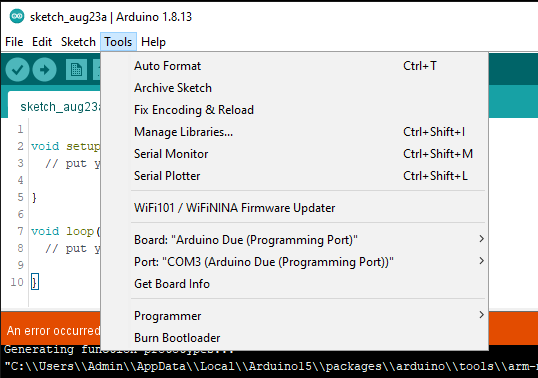 sketch_aug23a | Arduino 1.8.13
File Edit Sketch Tools Help
Auto Format Ctrl+T
Archive Sketch
Fix Encoding & Reload
Manage Libraries... Ctrl+Shift+I
Serial Monitor Ctrl+Shift+M
Serial Plotter Ctrl+Shift+L
WiFi101 / WiFiNINA Firmware Updater
Board: "Arduino Due (Programming Port)"
Port: "COM3 (Arduino Due (Programming Port))"
Get Board Info
Programmer
Burn Bootloader
sketch_aug23a
1
2 void setup
3 // put y
4
5 }
6
7 void loop(
8 // put y
9
10 }
An error occurred
Generating function prototypes...
"C:\\Users\\Admin\\AppData\\Local\\Arduino15\\packages\\arduino\\tools\\arm-n